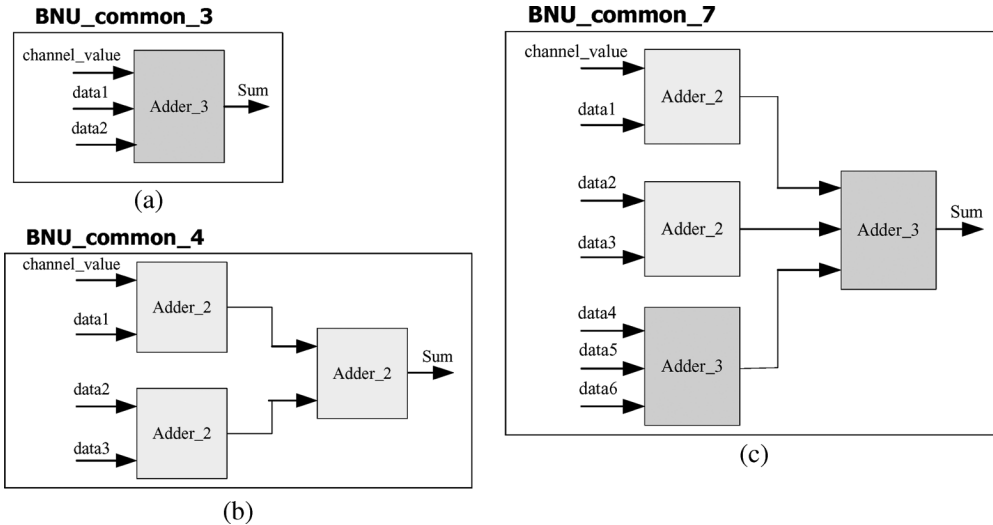 BNU_common_3
channel_value
data1
data2
Adder_3
Sum
(a)
BNU_common_4
channel_value
data1
Adder_2
data2
data3
Adder_2
Adder_2
Sum
(b)
BNU_common_7
channel_value
data1
Adder_2
data2
data3
Adder_2
data4
data5
data6
Adder_3
Adder_3
Sum
(c)